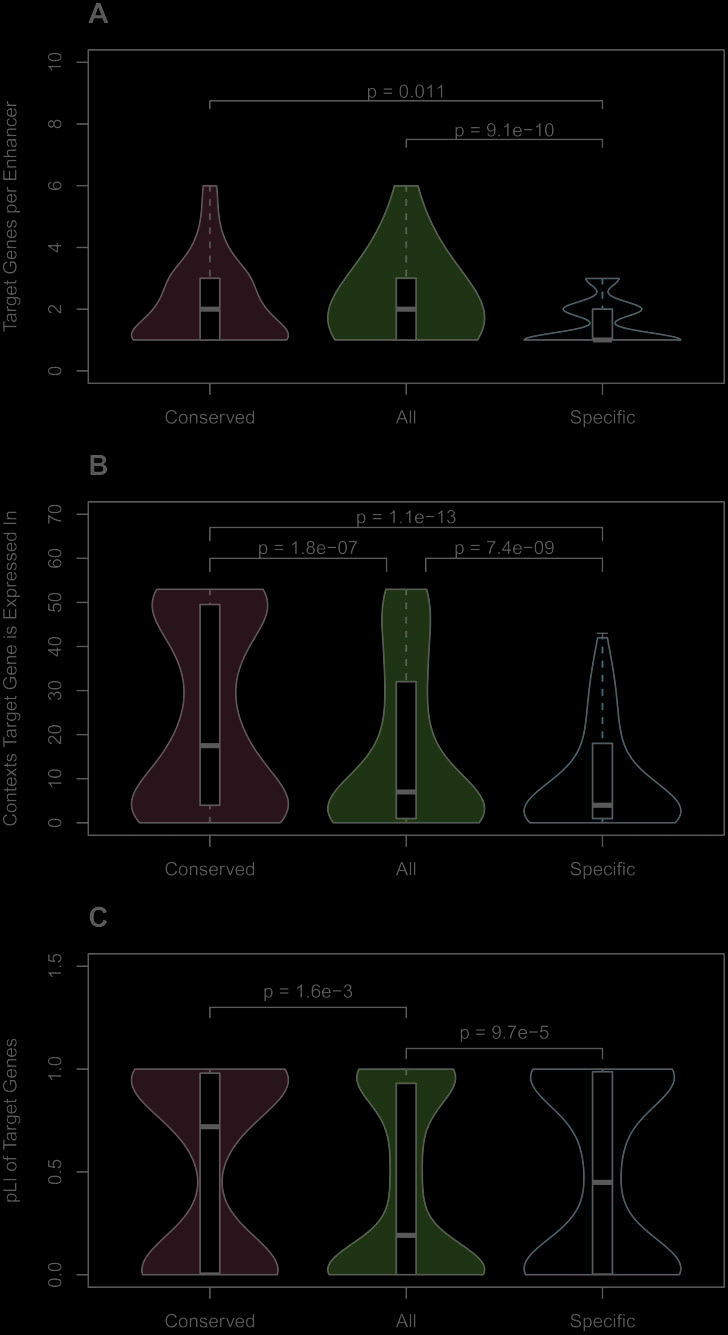 A
Target Genes per Enhancer
10
8
6
4
2
0
p = 0.011
p = 9.1e−10
Conserved All Specific
B
Contexts Target Gene is Expressed In
70
60
50
40
30
20
10
0
p = 1.1e−13
p = 1.8e−07 p = 7.4e−09
Conserved All Specific
C
pLI of Target Genes
1.5
1.0
0.5
0.0
p = 1.6e−3
p = 9.7e−5
Conserved All Specific